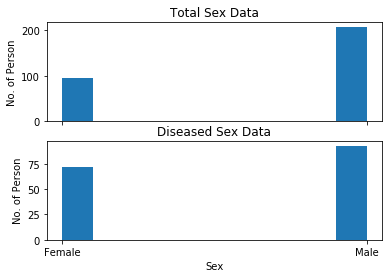 Total Sex Data
200
100
0
No. of Person
Diseased Sex Data
75
50
25
0
No. of Person
Female
Male
Sex